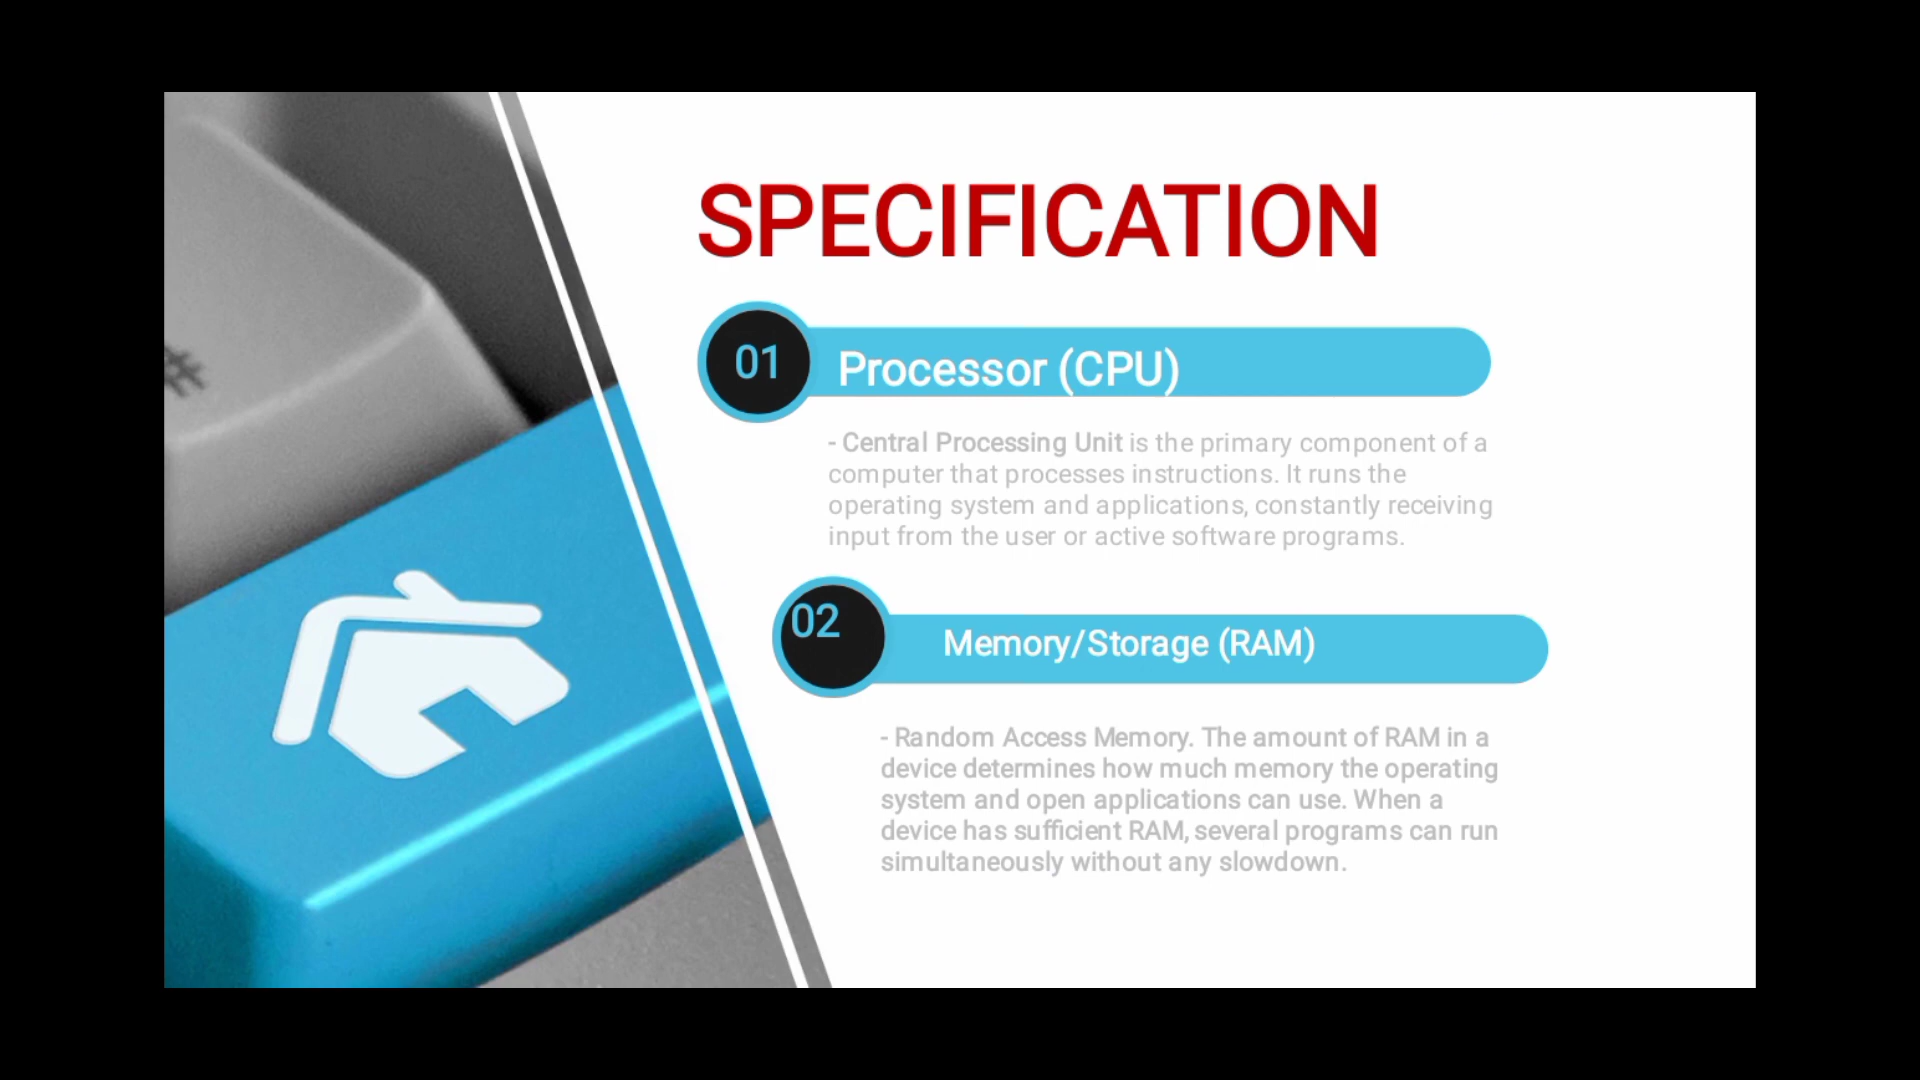 SPECIFICATION
01
Processor (CPU)
- Central Processing Unit is the primary component of a
computer that processes instructions. It runs the
operating system and applications, constantly receiving
input from the user or active software programs.
02
Memory/Storage (RAM)
- Random Access Memory. The amount of RAM in a
device determines how much memory the operating
system and open applications can use. When a
device has sufficient RAM, several programs can run
simultaneously without any slowdown.
#